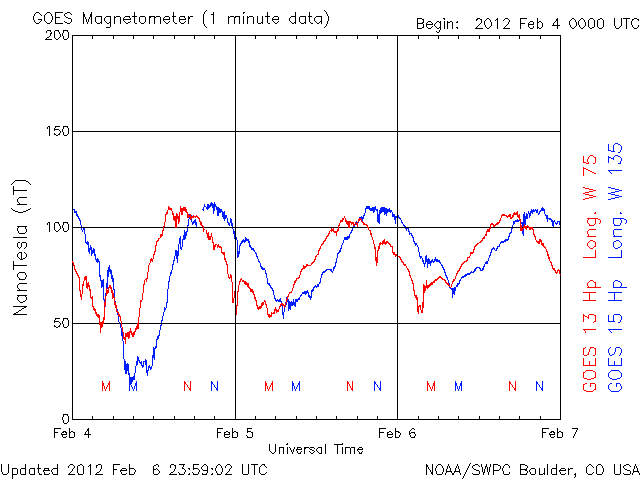 GOES Magnetometer (1 minute data) Begin: 2012 Feb 4 0000 UTC
200
150
100
50
0
NanoTesla (nT)
M M N N M M N N M M N N
Feb 4 Feb 5 Feb 6 Feb 7
Universal Time
GOES 13 Hp Long. W 75
GOES 15 Hp Long. W 135
Updated 2012 Feb 6 23:59:02 UTC NOAA/SWPC Boulder, CO USA